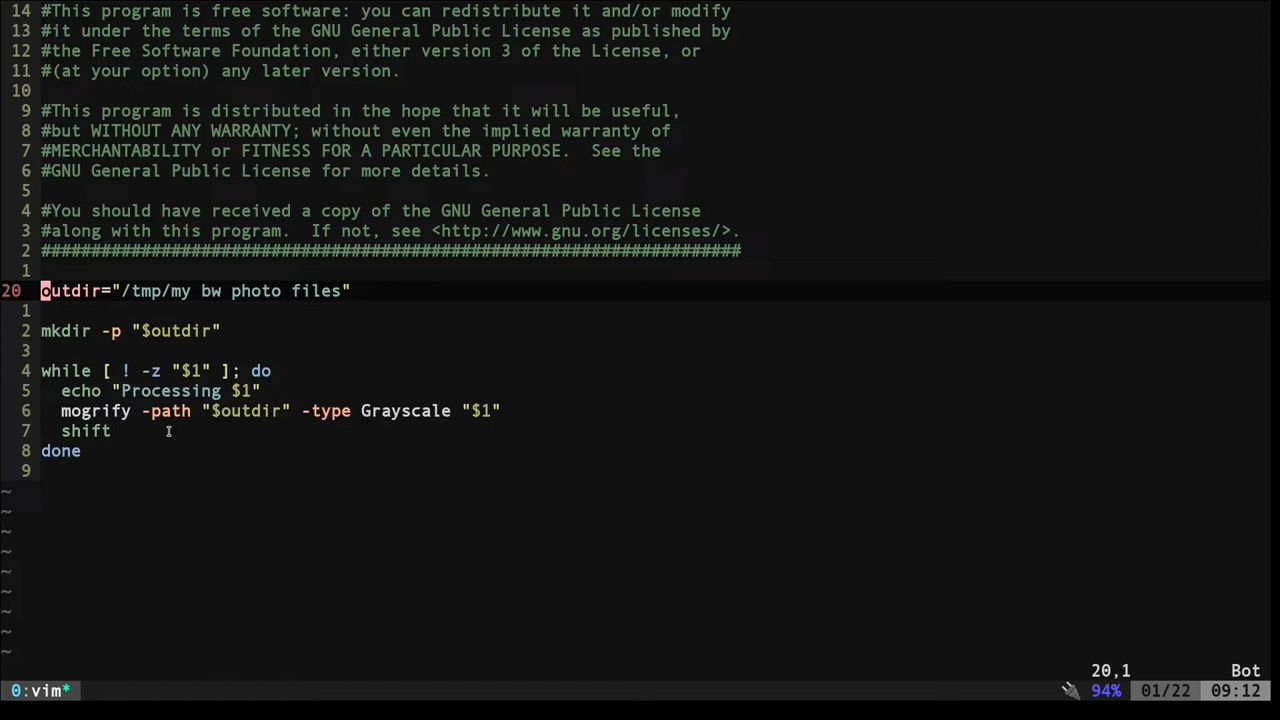 14 #This program is free software: you can redistribute it and/or modify
13 #it under the terms of the GNU General Public License as published by
12 #the Free Software Foundation, either version 3 of the License, or
11 #(at your option) any later version.
10
9 #This program is distributed in the hope that it will be useful,
8 #but WITHOUT ANY WARRANTY; without even the implied warranty of
7 #MERCHANTABILITY or FITNESS FOR A PARTICULAR PURPOSE.  See the
6 #GNU General Public License for more details.
5
4 #You should have received a copy of the GNU General Public License
3 #along with this program.  If not, see <http://www.gnu.org/licenses/>.
2 ######################################################################
1
20 outdir="/tmp/my bw photo files"
1
2 mkdir -p "$outdir"
3
4 while [ ! -z "$1" ]; do
5   echo "Processing $1"
6   mogrify -path "$outdir" -type Grayscale "$1"
7   shift
8 done
9
~
~
~
~
~
~
~
~
~
20,1 Bot
0:vim* 94% 01/22 09:12